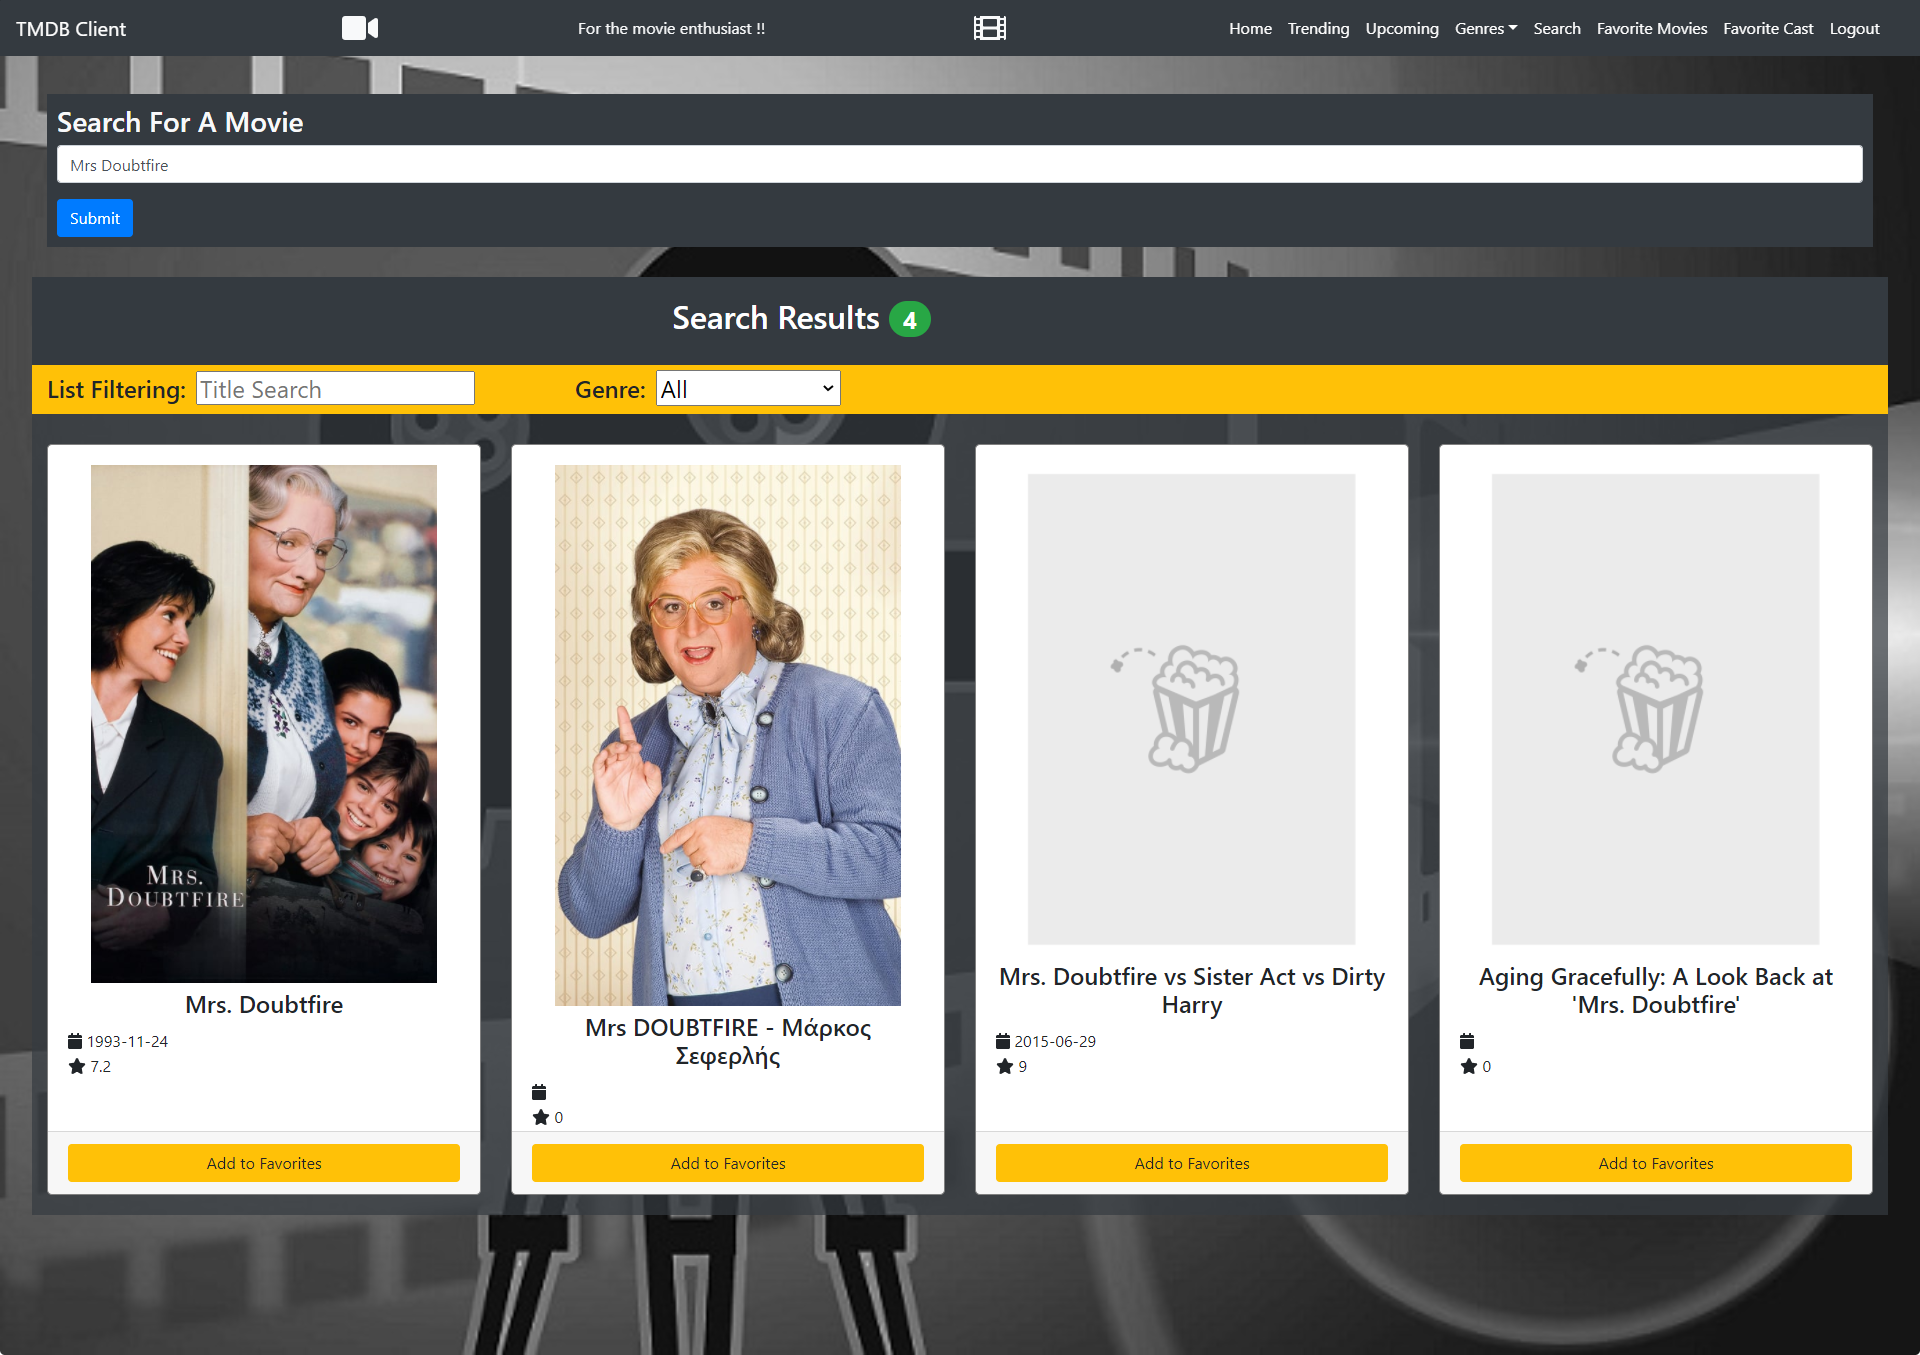 TMDB Client
For the movie enthusiast !!
Home Trending Upcoming Genres Search Favorite Movies Favorite Cast Logout
Search For A Movie
Mrs Doubtfire
Submit
Search Results 4
List Filtering: Title Search Genre: All
MRS.
DOUBTFIRE
Mrs. Doubtfire
1993-11-24
7.2
Add to Favorites
Mrs DOUBTFIRE - Μάρκος
Σεφερλής
0
Add to Favorites
Mrs. Doubtfire vs Sister Act vs Dirty
Harry
2015-06-29
9
Add to Favorites
Aging Gracefully: A Look Back at
'Mrs. Doubtfire'
0
Add to Favorites